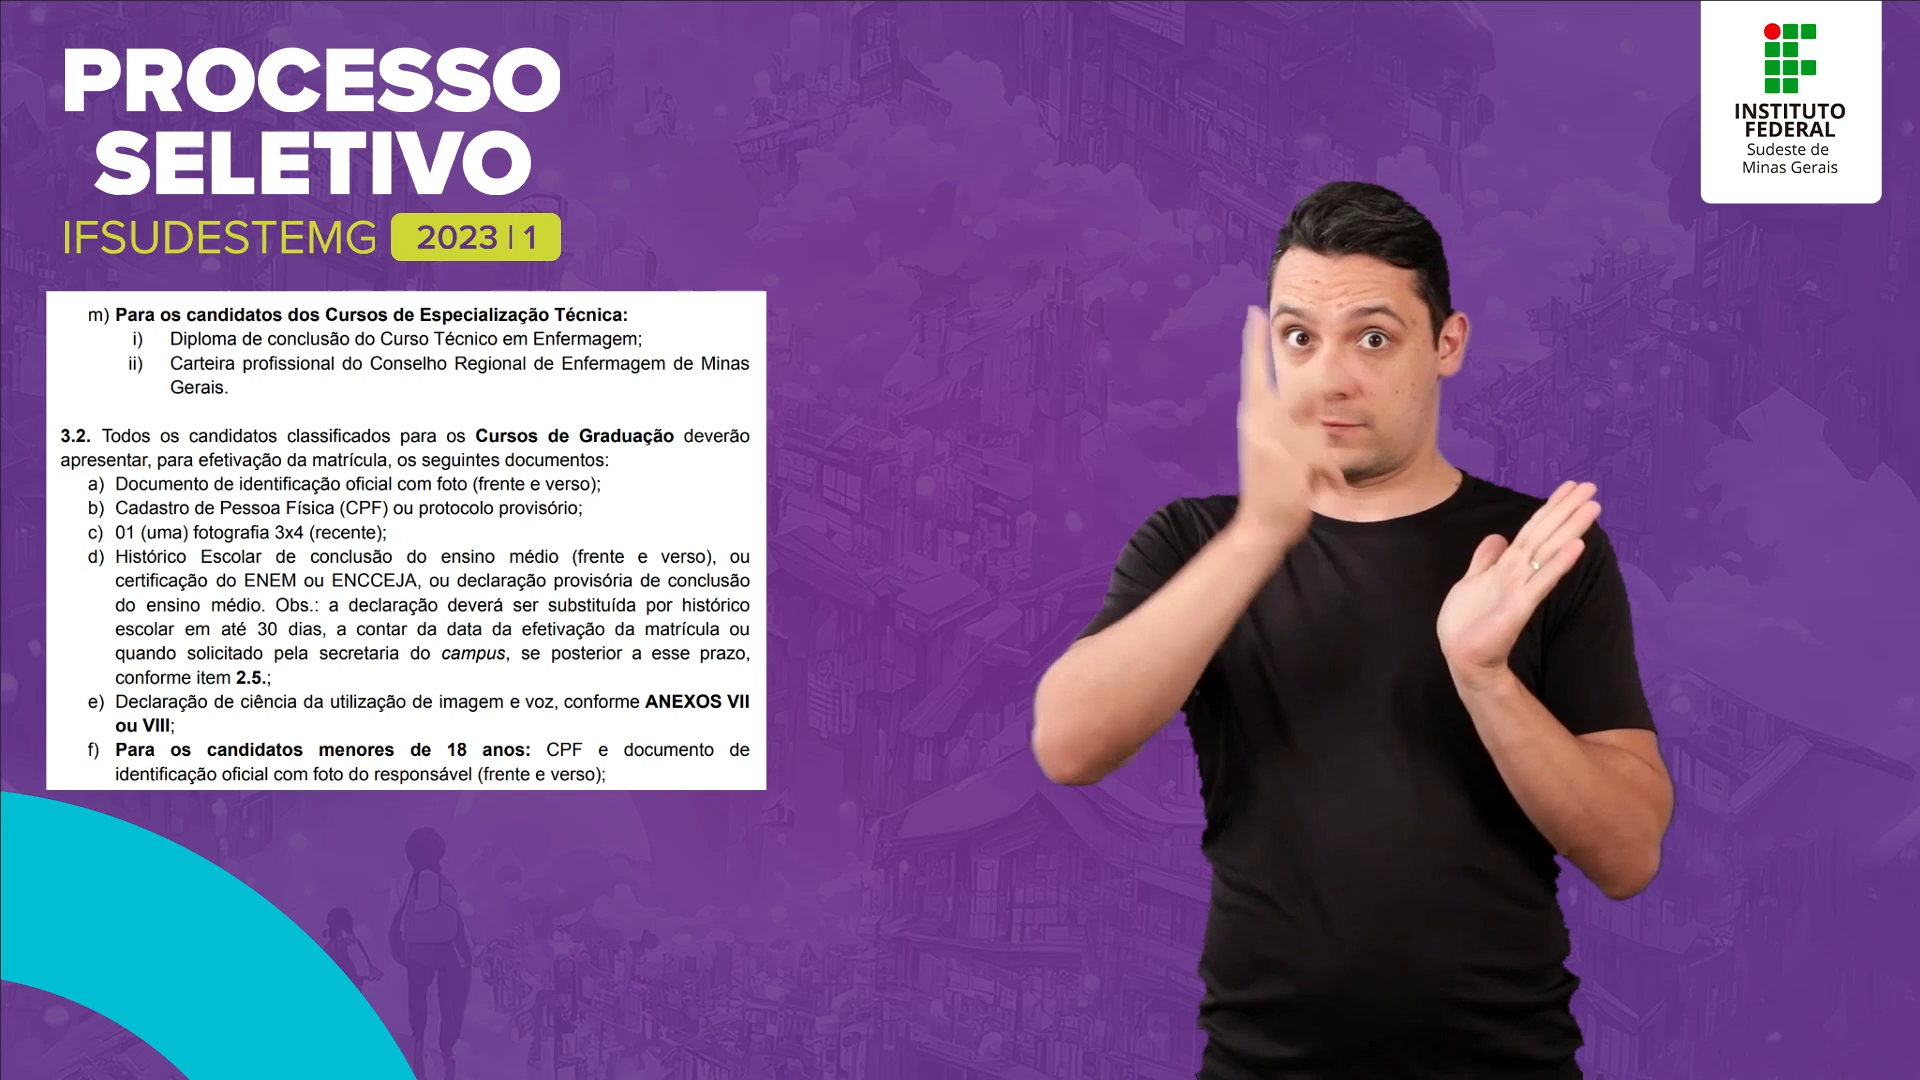 PROCESSO
SELETIVO
IFSUDESTEMG 2023 | 1
INSTITUTO
FEDERAL
Sudeste de
Minas Gerais
m) Para os candidatos dos Cursos de Especialização Técnica:
i) Diploma de conclusão do Curso Técnico em Enfermagem;
ii) Carteira profissional do Conselho Regional de Enfermagem de Minas
Gerais.
3.2. Todos os candidatos classificados para os Cursos de Graduação deverão
apresentar, para efetivação da matrícula, os seguintes documentos:
a) Documento de identificação oficial com foto (frente e verso);
b) Cadastro de Pessoa Física (CPF) ou protocolo provisório;
c) 01 (uma) fotografia 3x4 (recente);
d) Histórico Escolar de conclusão do ensino médio (frente e verso), ou
certificação do ENEM ou ENCCEJA, ou declaração provisória de conclusão
do ensino médio. Obs.: a declaração deverá ser substituída por histórico
escolar em até 30 dias, a contar da data da efetivação da matrícula ou
quando solicitado pela secretaria do campus, se posterior a esse prazo,
conforme item 2.5.;
e) Declaração de ciência da utilização de imagem e voz, conforme ANEXOS VII
ou VIII;
f) Para os candidatos menores de 18 anos: CPF e documento de
identificação oficial com foto do responsável (frente e verso);